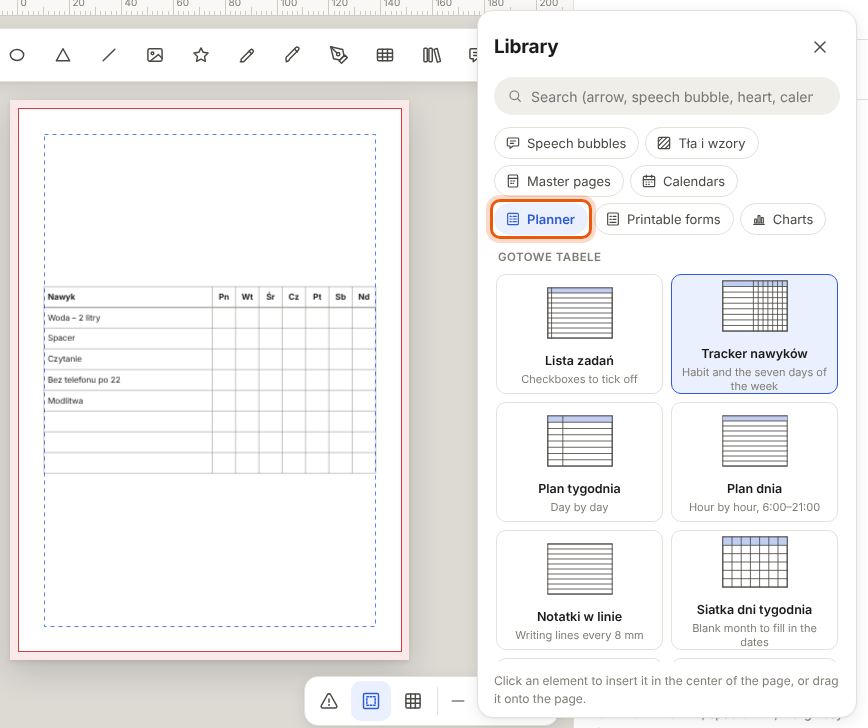 0 20 40 60 80 100 120 140 160 180 200
Library
Search (arrow, speech bubble, heart, caler
Speech bubbles
Tła i wzory
Master pages
Calendars
Planner
Printable forms
Charts
GOTOWE TABELE
Lista zadań
Checkboxes to tick off
Tracker nawyków
Habit and the seven days of
the week
Plan tygodnia
Day by day
Plan dnia
Hour by hour, 6:00–21:00
Notatki w linie
Writing lines every 8 mm
Siatka dni tygodnia
Blank month to fill in the
dates
Click an element to insert it in the center of the page, or drag
it onto the page.
Nawyk Pn Wt Śr Cz Pt Sb Nd
Woda – 2 litry
Spacer
Czytanie
Bez telefonu po 22
Modlitwa